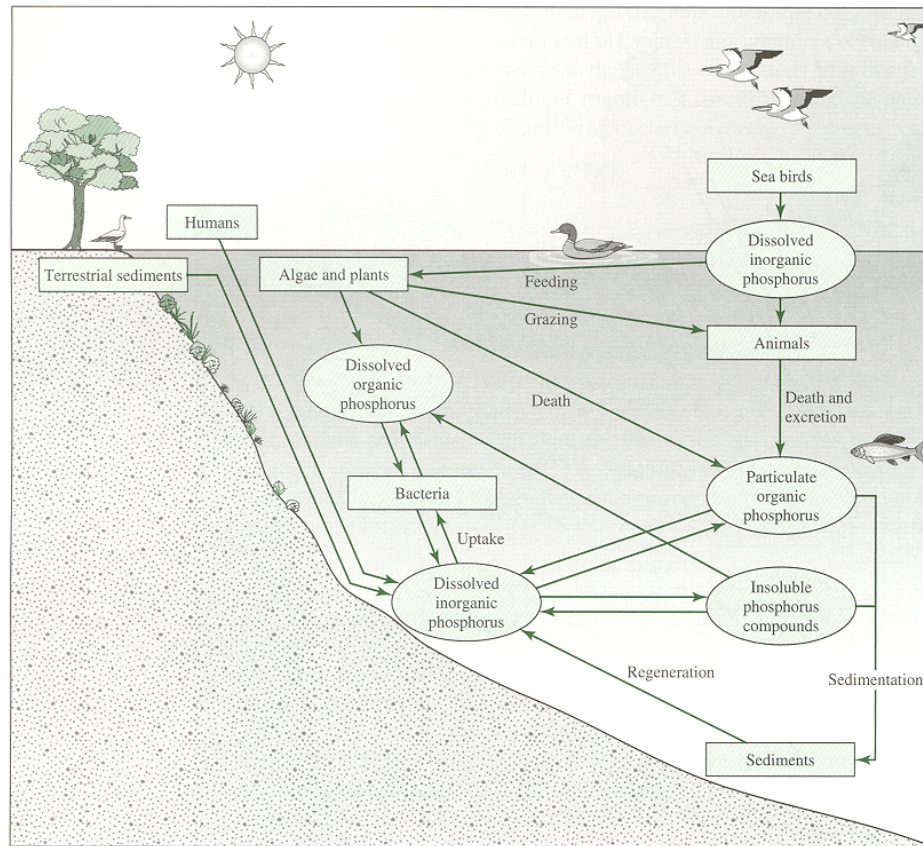 Sea birds
Humans
Dissolved
inorganic
phosphorus
Terrestrial sediments
Algae and plants
Feeding
Grazing
Animals
Dissolved
organic
phosphorus
Death
Death and
excretion
Bacteria
Particulate
organic
phosphorus
Uptake
Dissolved
inorganic
phosphorus
Insoluble
phosphorus
compounds
Regeneration
Sedimentation
Sediments